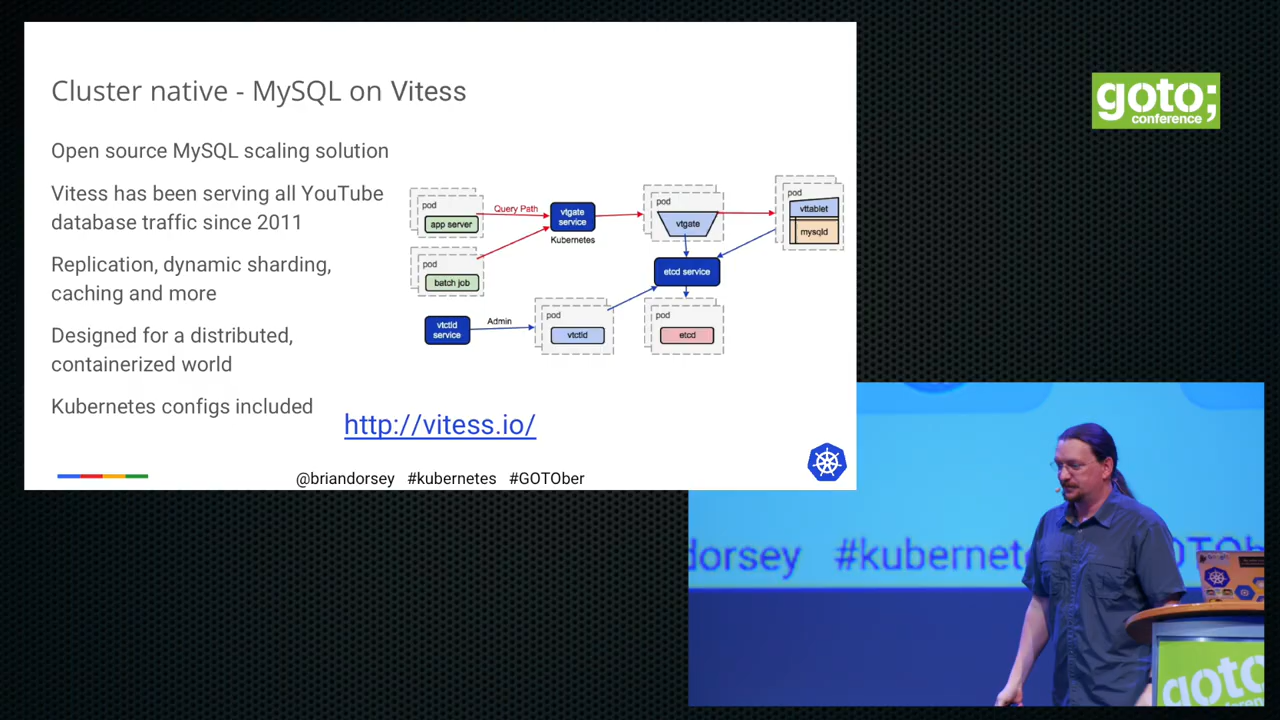 Cluster native - MySQL on Vitess
Open source MySQL scaling solution
Vitess has been serving all YouTube
database traffic since 2011
Replication, dynamic sharding,
caching and more
Designed for a distributed,
containerized world
Kubernetes configs included
pod
app server
Query Path
vtgate
service
Kubernetes
pod
vtgate
pod
vttablet
mysqld
pod
batch job
etcd service
vtctld
service
Admin
pod
vtctld
pod
etcd
http://vitess.io/
@briandorsey #kubernetes #GOTOber
goto;
conference
dorsey #kubernete
goto